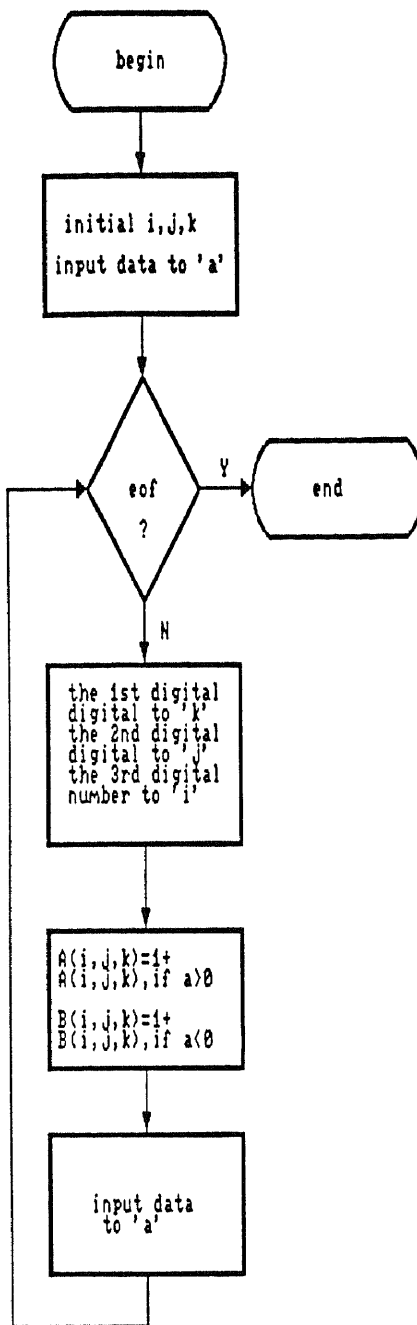 begin
initial i,j,k
input data to 'a'
eof
?
Y
end
N
the 1st digital
digital to 'k'
the 2nd digital
digital to 'j'
the 3rd digital
number to 'i'
A(i,j,k)=1+
A(i,j,k),if a>0
B(i,j,k)=1+
B(i,j,k),if a<0
input data
to 'a'